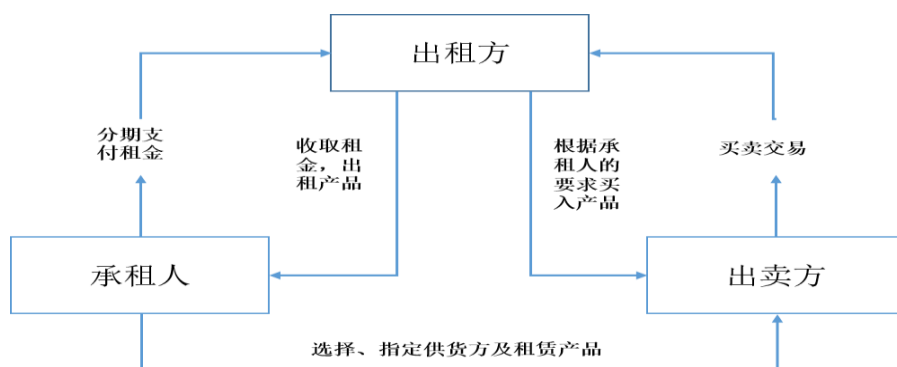 出租方
分期支
付租金
收取租
金，出
租产品
根据承
租人的
要求买
入产品
买卖交易
承租人
出卖方
选择、指定供货方及租赁产品